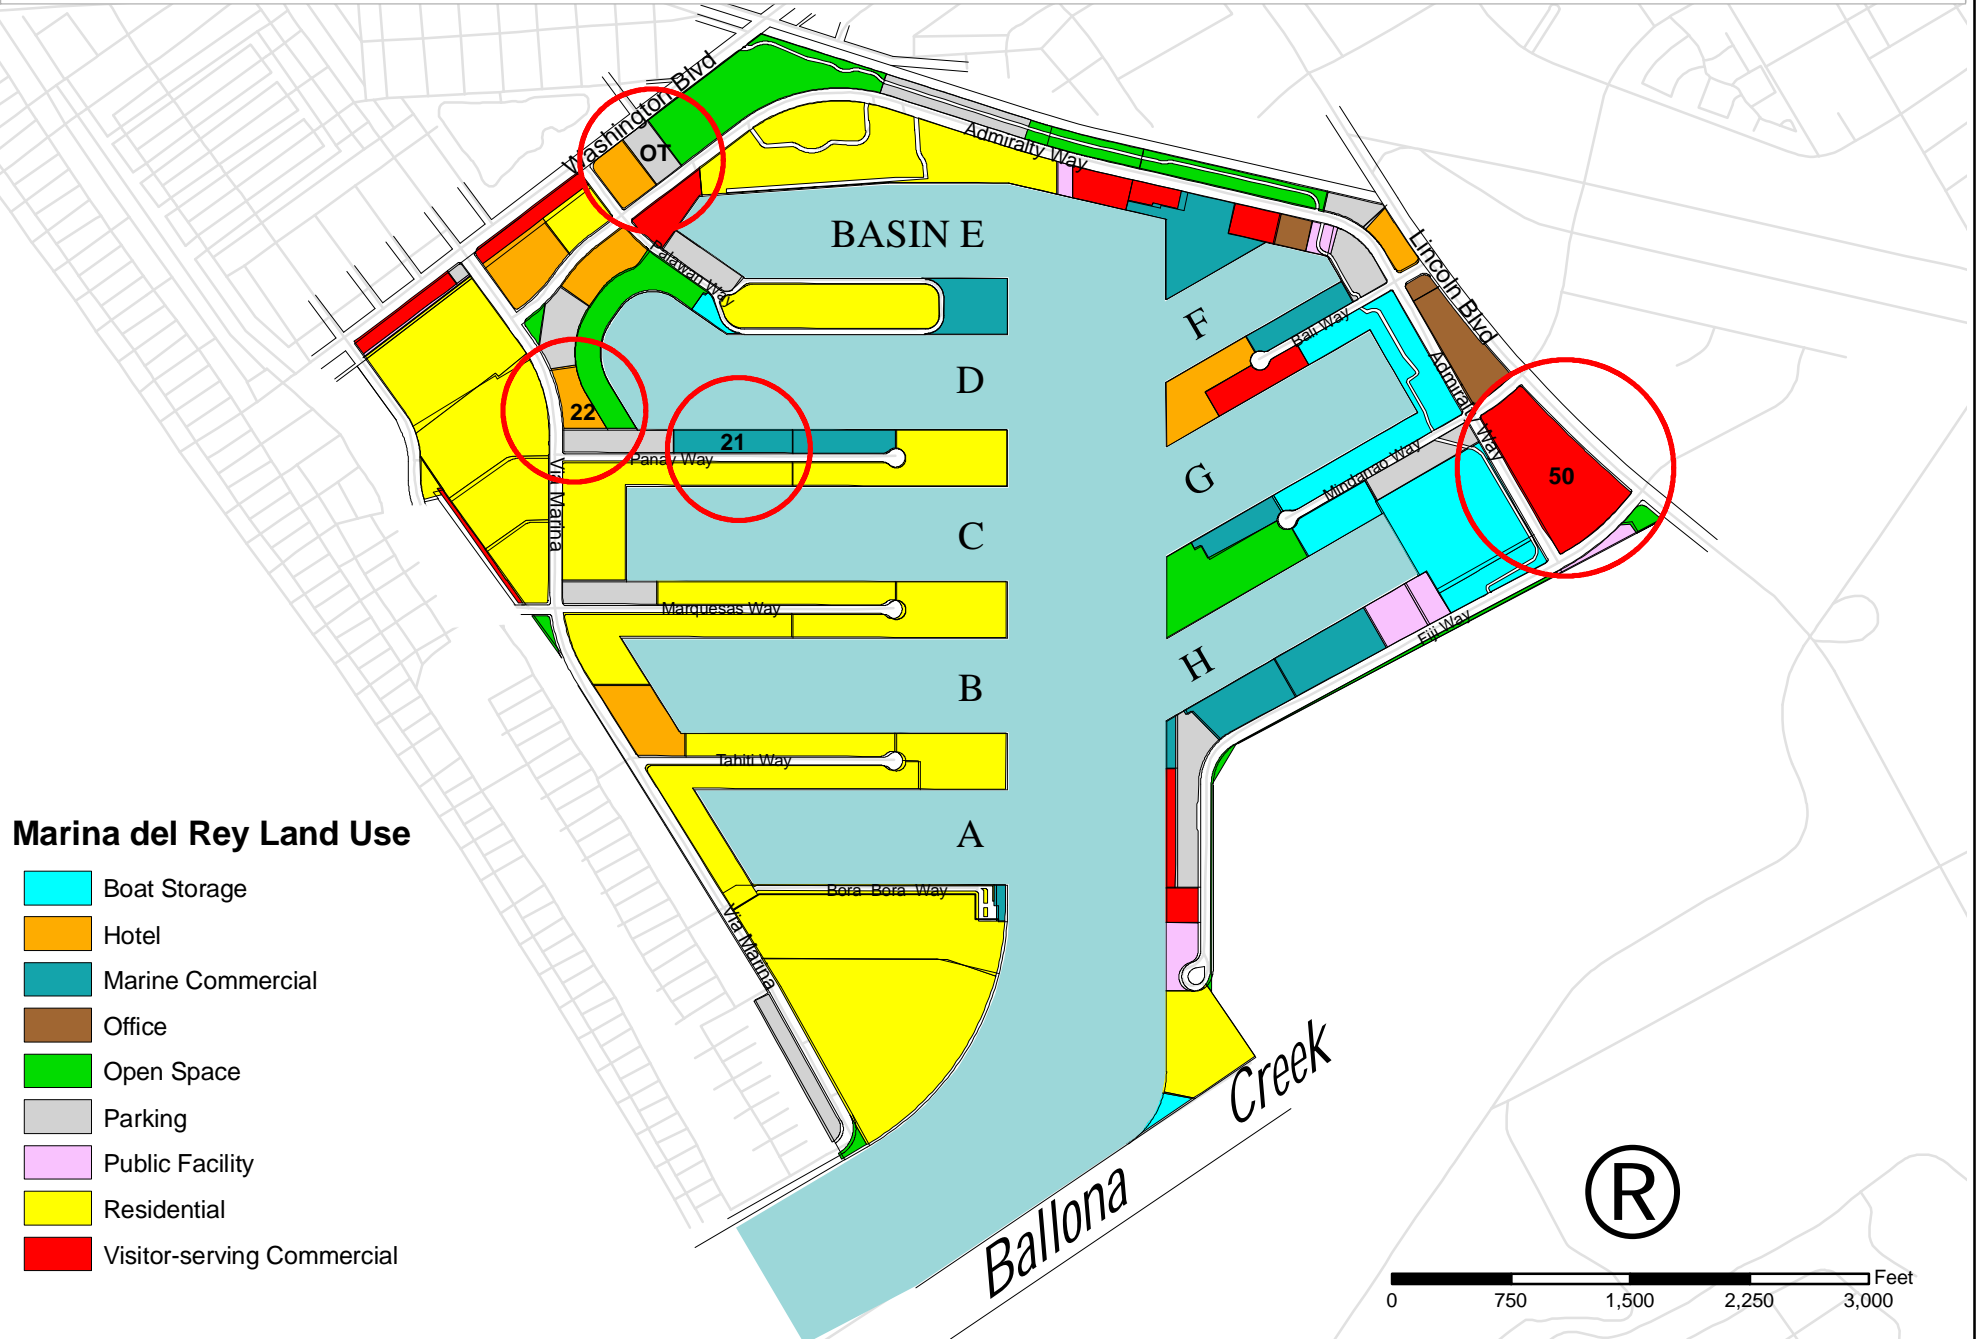 Washington Blvd
OT
Admiralty Way
BASIN E
Palawan Way
Lincoln Blvd
F
Bali Way
D
Admiralty Way
22
21
Panay Way
50
G
Mindanao Way
Via Marina
C
Marquesas Way
Fiji Way
H
B
Tahiti Way
A
Bora Bora Way
Via Marina
Marina del Rey Land Use
Boat Storage
Hotel
Marine Commercial
Office
Open Space
Parking
Public Facility
Residential
Visitor-serving Commercial
Ballona Creek
®
Feet
0 750 1,500 2,250 3,000